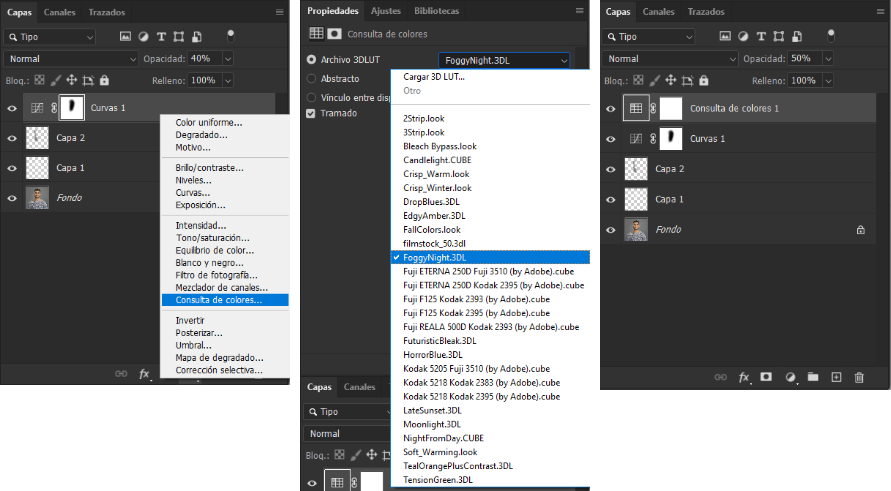 Capas Canales Trazados
Tipo
Normal Opacidad: 40%
Bloq.: Relleno: 100%
Curvas 1
Capa 2
Capa 1
Fondo
Color uniforme...
Degradado...
Motivo...
Brillo/contraste...
Niveles...
Curvas...
Exposición...
Intensidad...
Tono/saturación...
Equilibrio de color...
Blanco y negro...
Filtro de fotografía...
Mezclador de canales...
Consulta de colores...
Invertir
Posterizar...
Umbral...
Mapa de degradado...
Corrección selectiva...
fx
Propiedades Ajustes Bibliotecas
Consulta de colores
Archivo 3DLUT FoggyNight.3DL
Abstracto
Vínculo entre disp
Tramado
Cargar 3D LUT...
Otro
2Strip.look
3Strip.look
Bleach Bypass.look
Candlelight.CUBE
Crisp_Warm.look
Crisp_Winter.look
DropBlues.3DL
EdgyAmber.3DL
FallColors.look
filmstock_50.3dl
FoggyNight.3DL
Fuji ETERNA 250D Fuji 3510 (by Adobe).cube
Fuji ETERNA 250D Kodak 2395 (by Adobe).cube
Fuji F125 Kodak 2393 (by Adobe).cube
Fuji F125 Kodak 2395 (by Adobe).cube
Fuji REALA 500D Kodak 2393 (by Adobe).cube
FuturisticBleak.3DL
HorrorBlue.3DL
Kodak 5205 Fuji 3510 (by Adobe).cube
Kodak 5218 Kodak 2383 (by Adobe).cube
Kodak 5218 Kodak 2395 (by Adobe).cube
LateSunset.3DL
Moonlight.3DL
NightFromDay.CUBE
Soft_Warming.look
TealOrangePlusContrast.3DL
TensionGreen.3DL
Capas Canales
Tipo
Normal
Bloq.:
Capas Canales Trazados
Tipo
Normal Opacidad: 50%
Bloq.: Relleno: 100%
Consulta de colores 1
Curvas 1
Capa 2
Capa 1
Fondo
fx